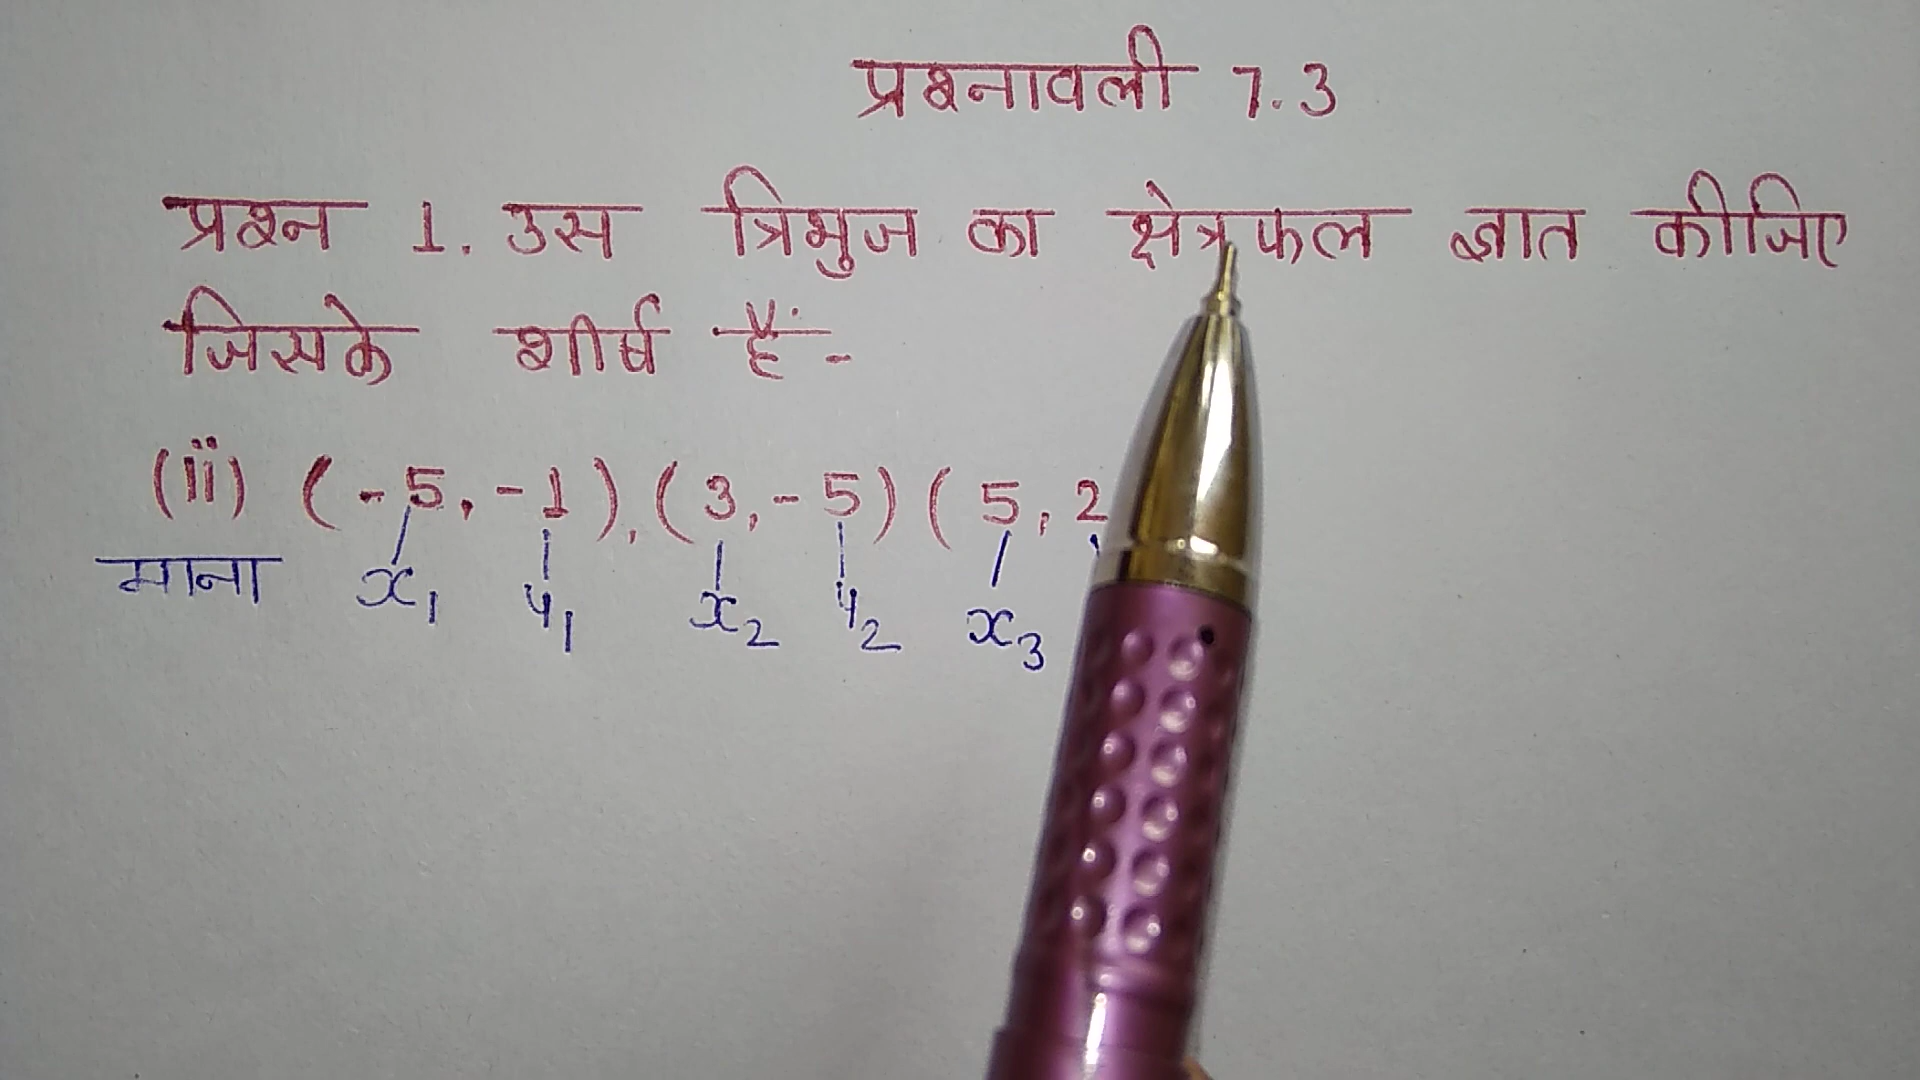 प्रश्नावली 7.3
प्रश्न 1. उस त्रिभुज का क्षेत्रफल ज्ञात कीजिए
जिसके शीर्ष हैं-
(ii) (-5, -1), (3, -5) (5, 2
माना x₁ y₁ x₂ y₂ x₃